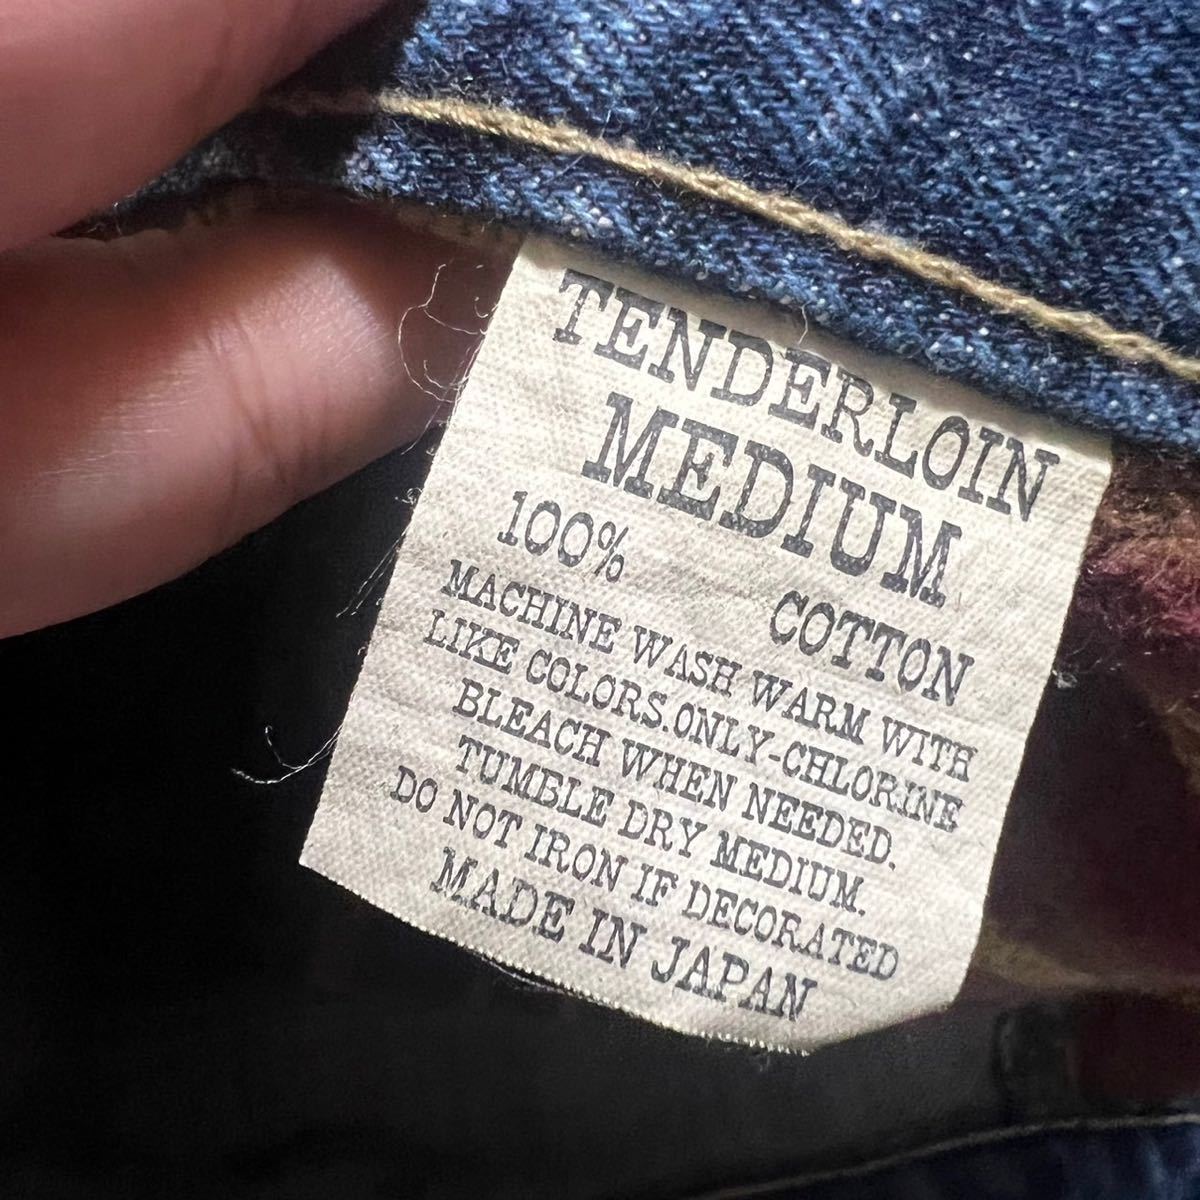 TENDERLOIN
MEDIUM
100% COTTON
MACHINE WASH WARM WITH
LIKE COLORS.ONLY-CHLORINE
BLEACH WHEN NEEDED.
TUMBLE DRY MEDIUM.
DO NOT IRON IF DECORATED
MADE IN JAPAN